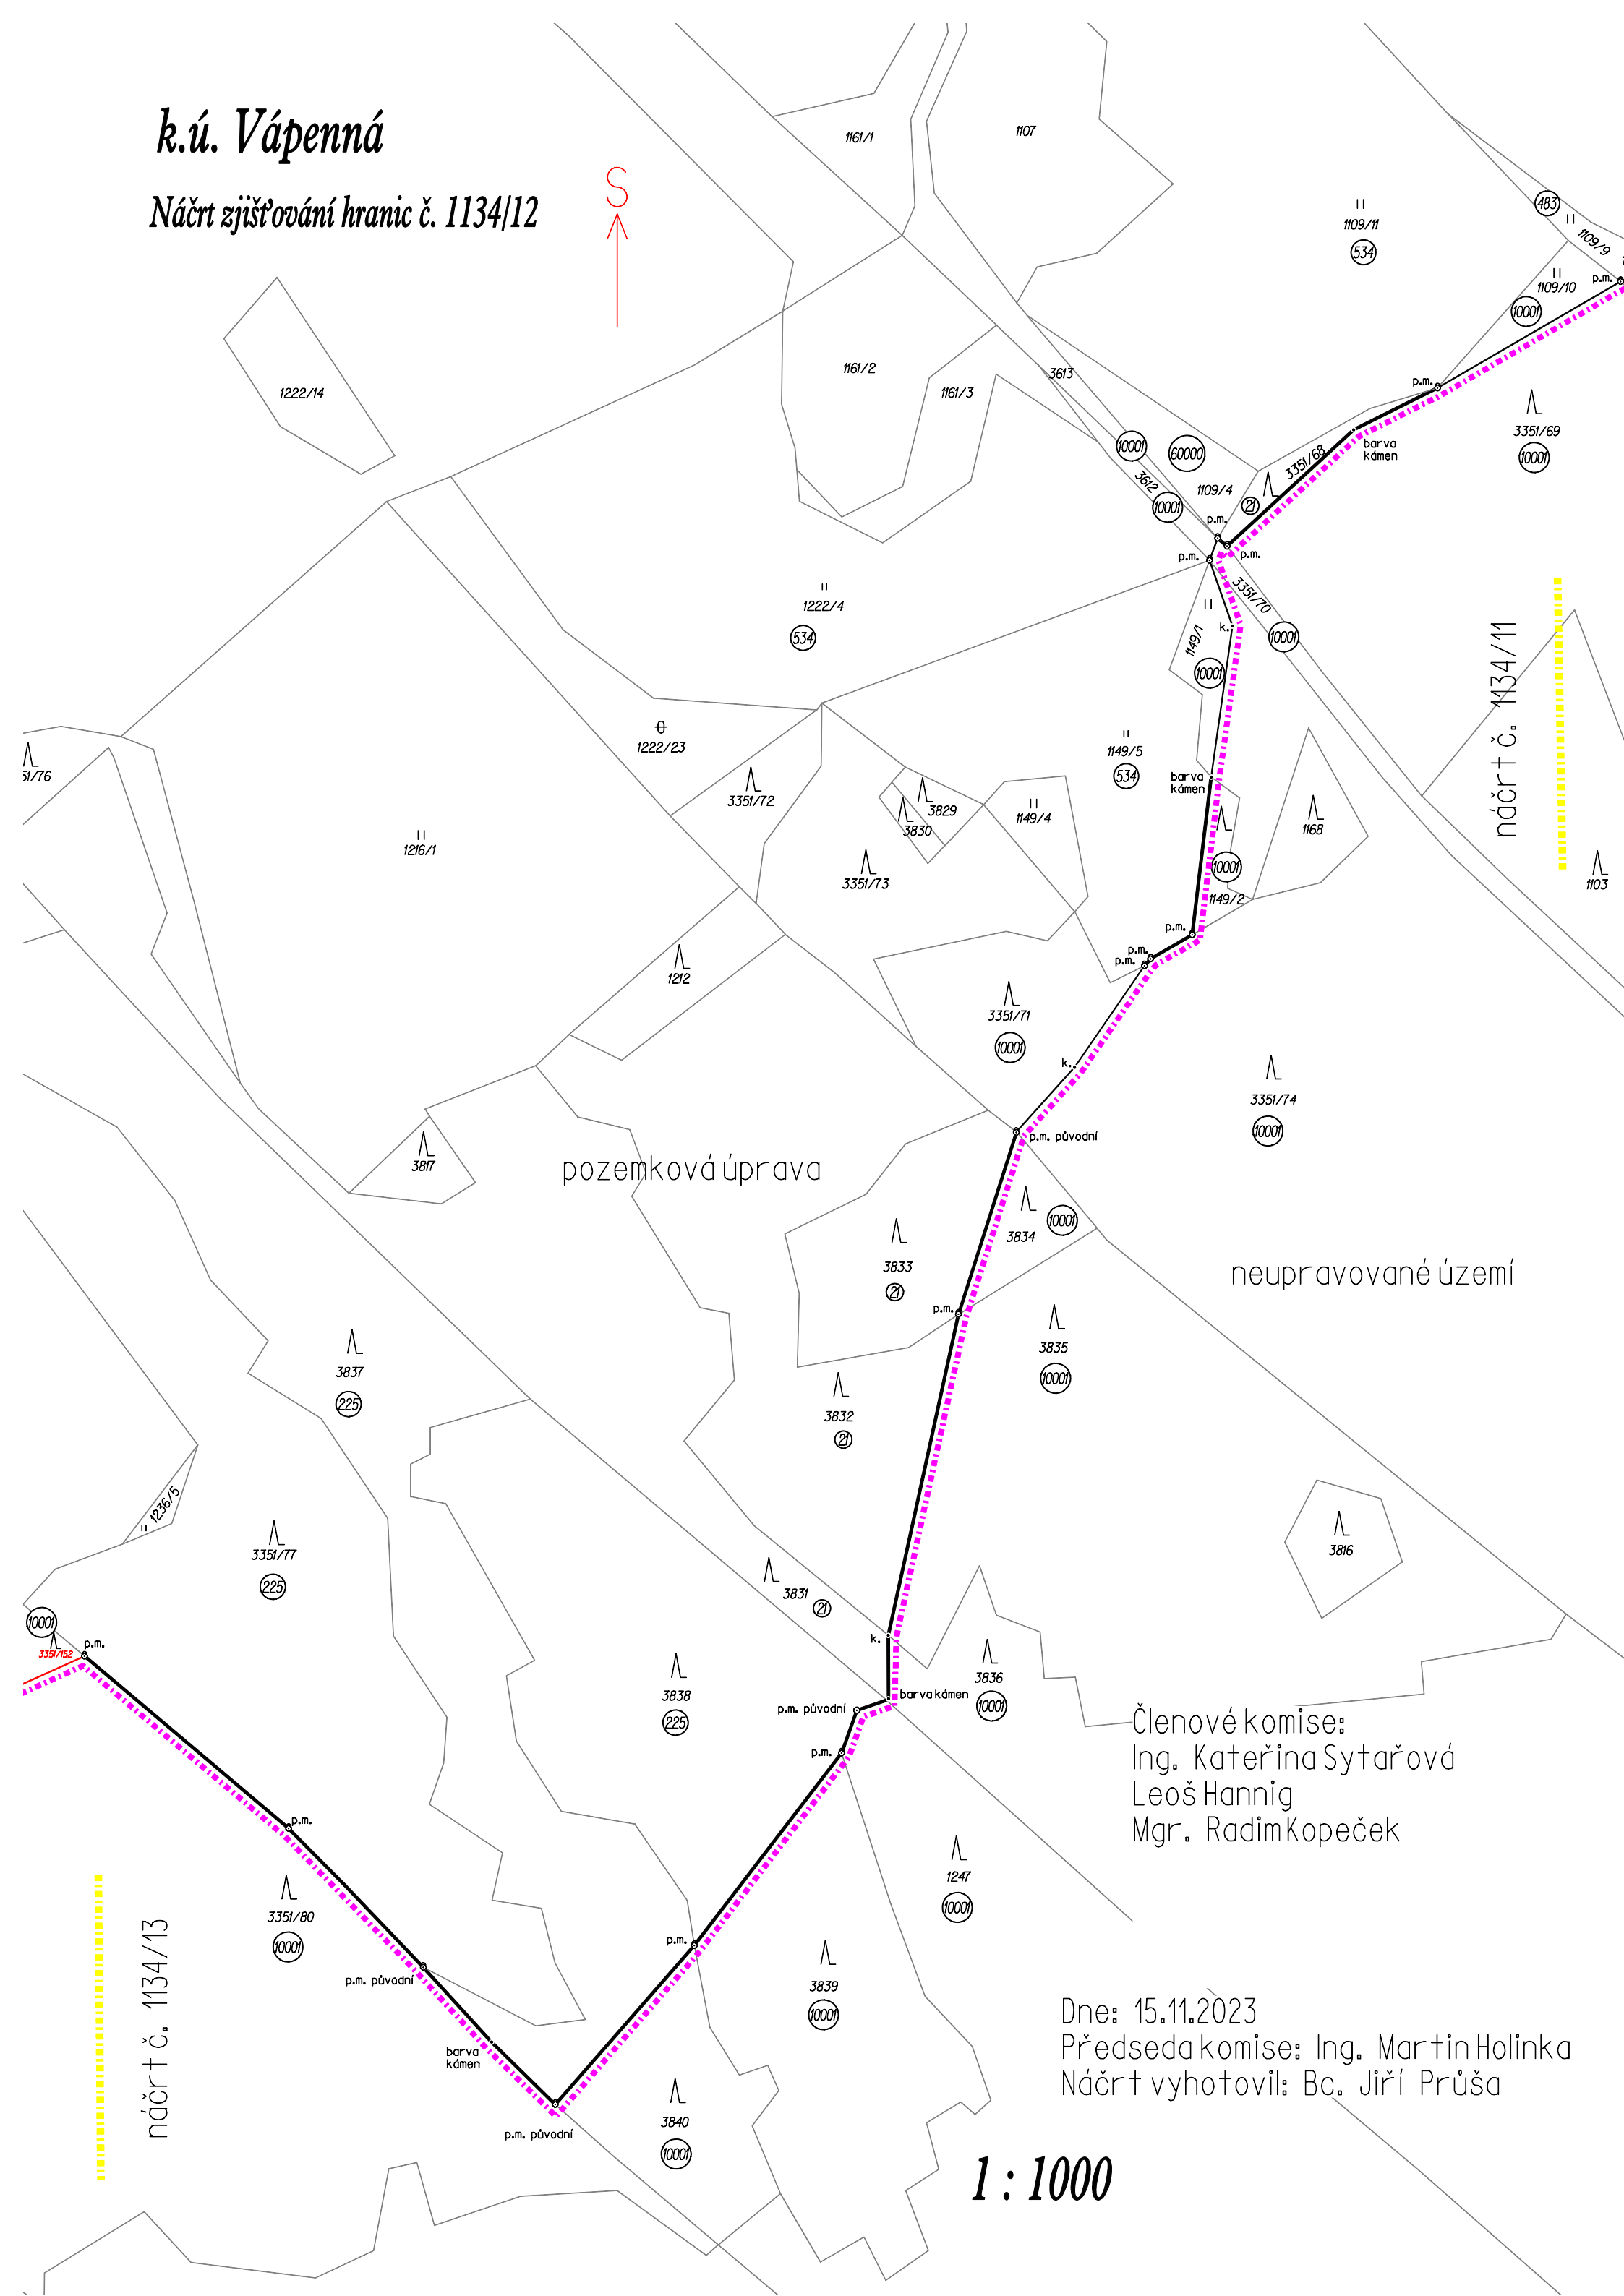 k.ú. Vápenná
Náčrt zjišťování hranic č. 1134/12
S
1161/1
1107
1109/11
534
483
1109/9
1109/10
p.m.
10001
1222/14
1161/2
1161/3
3613
p.m.
3351/69
10001
barva
kámen
3351/68
10001
60000
3612
10001
1109/4
21
p.m.
p.m.
p.m.
3351/70
10001
1222/4
534
k.
1149/1
10001
náčrt č. 1134/11
1222/23
51/76
1149/5
534
barva
kámen
3351/72
3829
3830
1149/4
1168
1216/1
3351/73
10001
1103
1149/2
p.m.
p.m.
p.m.
1212
3351/71
10001
k.
3351/74
10001
p.m. původní
3817
pozemková úprava
10001
3834
3833
21
neupravované území
p.m.
3835
10001
3837
225
3832
21
1236/5
3351/77
225
3816
3831
21
10001
3351/152
p.m.
k.
3836
10001
3838
225
barva kámen
p.m. původní
Členové komise:
Ing. Kateřina Sytařová
Leoš Hannig
Mgr. Radim Kopeček
p.m.
p.m.
1247
10001
3351/80
10001
p.m.
p.m. původní
3839
10001
náčrt č. 1134/13
Dne: 15.11.2023
Předseda komise: Ing. Martin Holinka
Náčrt vyhotovil: Bc. Jiří Průša
barva
kámen
3840
10001
p.m. původní
1 : 1000